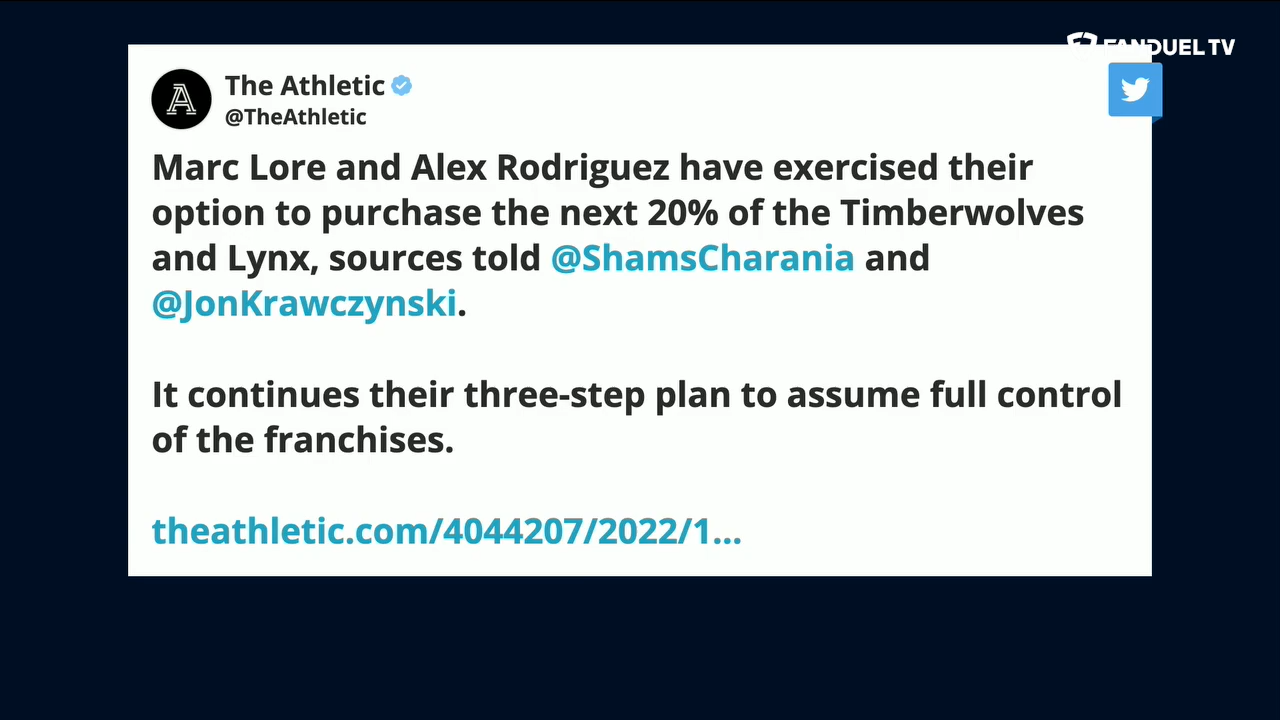 FANDUEL TV
The Athletic
@TheAthletic
Marc Lore and Alex Rodriguez have exercised their
option to purchase the next 20% of the Timberwolves
and Lynx, sources told @ShamsCharania and
@JonKrawczynski.
It continues their three-step plan to assume full control
of the franchises.
theathletic.com/4044207/2022/1...